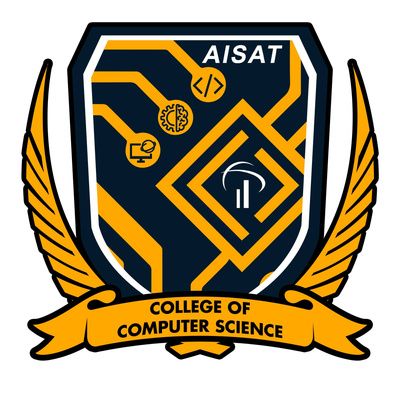 AISAT
</>
COLLEGE OF
COMPUTER SCIENCE